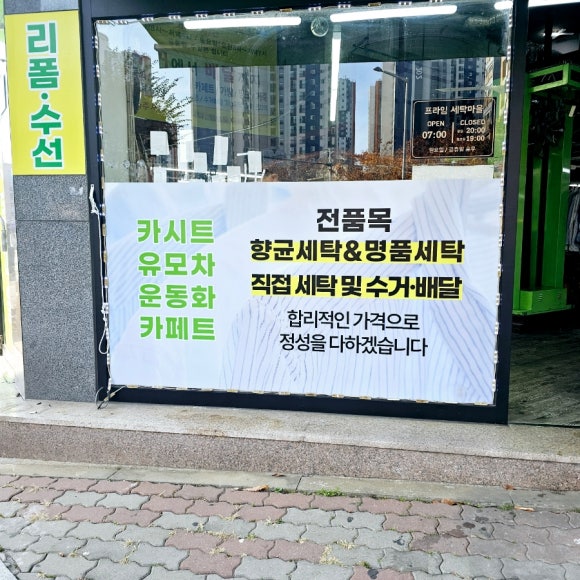 리폼·수선
프라임 세탁마을
OPEN
CLOSED
07:00
20:00
19:00
카시트
유모차
운동화
카페트
전품목
향균세탁&명품세탁
직접 세탁 및 수거·배달
합리적인 가격으로
정성을 다하겠습니다